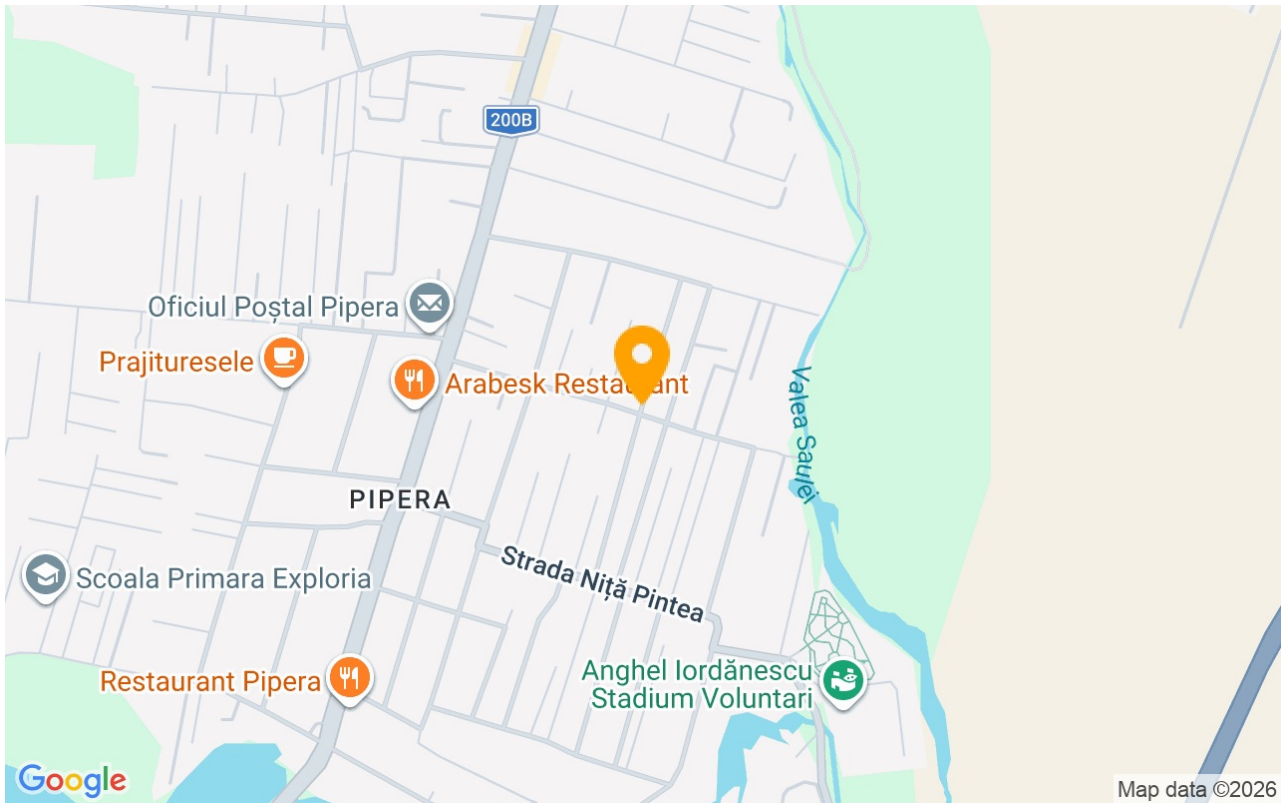 200B
Oficiul Poștal Pipera
Prajituresele
Arabesk Restaurant
Valea Saulei
PIPERA
Strada Niță Pintea
Scoala Primara Exploria
Restaurant Pipera
Anghel Iordănescu
Stadium Voluntari
Google
Map data ©2026